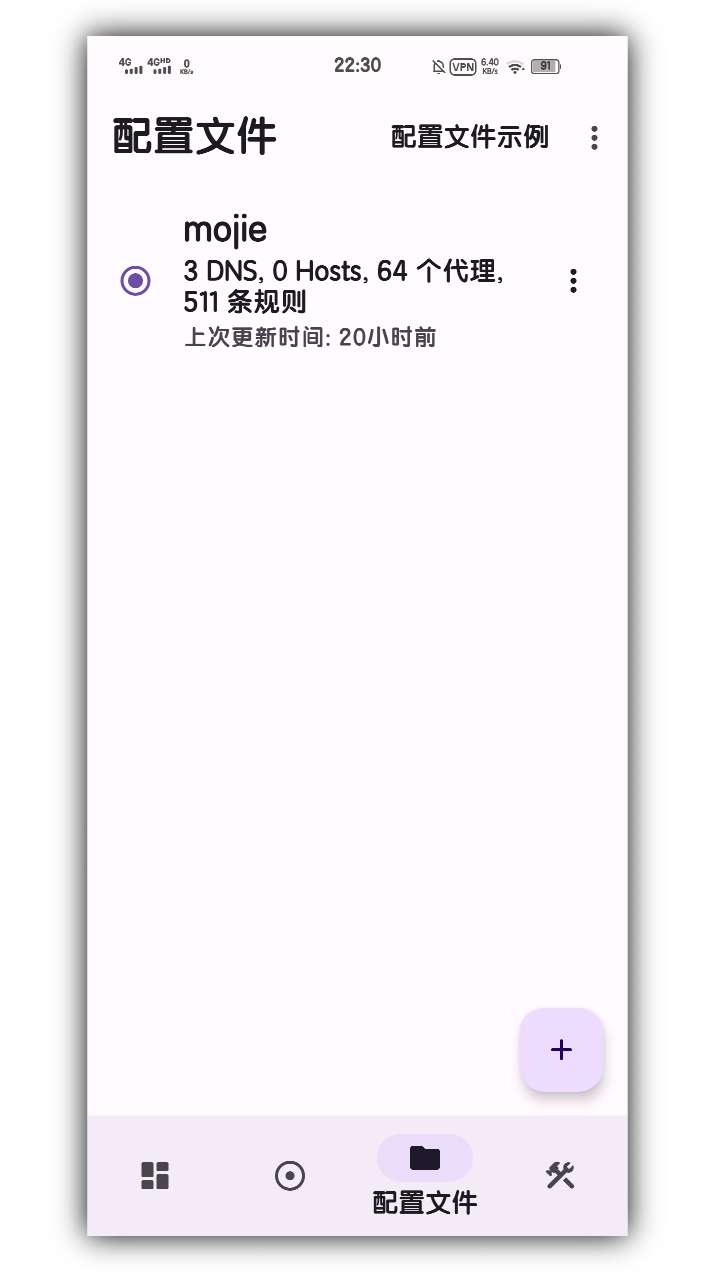 4G 4GHD 0 KB/s 22:30 VPN 6.40 KB/s 91
配置文件 配置文件示例
mojie
3 DNS, 0 Hosts, 64 个代理,
511 条规则
上次更新时间: 20小时前
配置文件